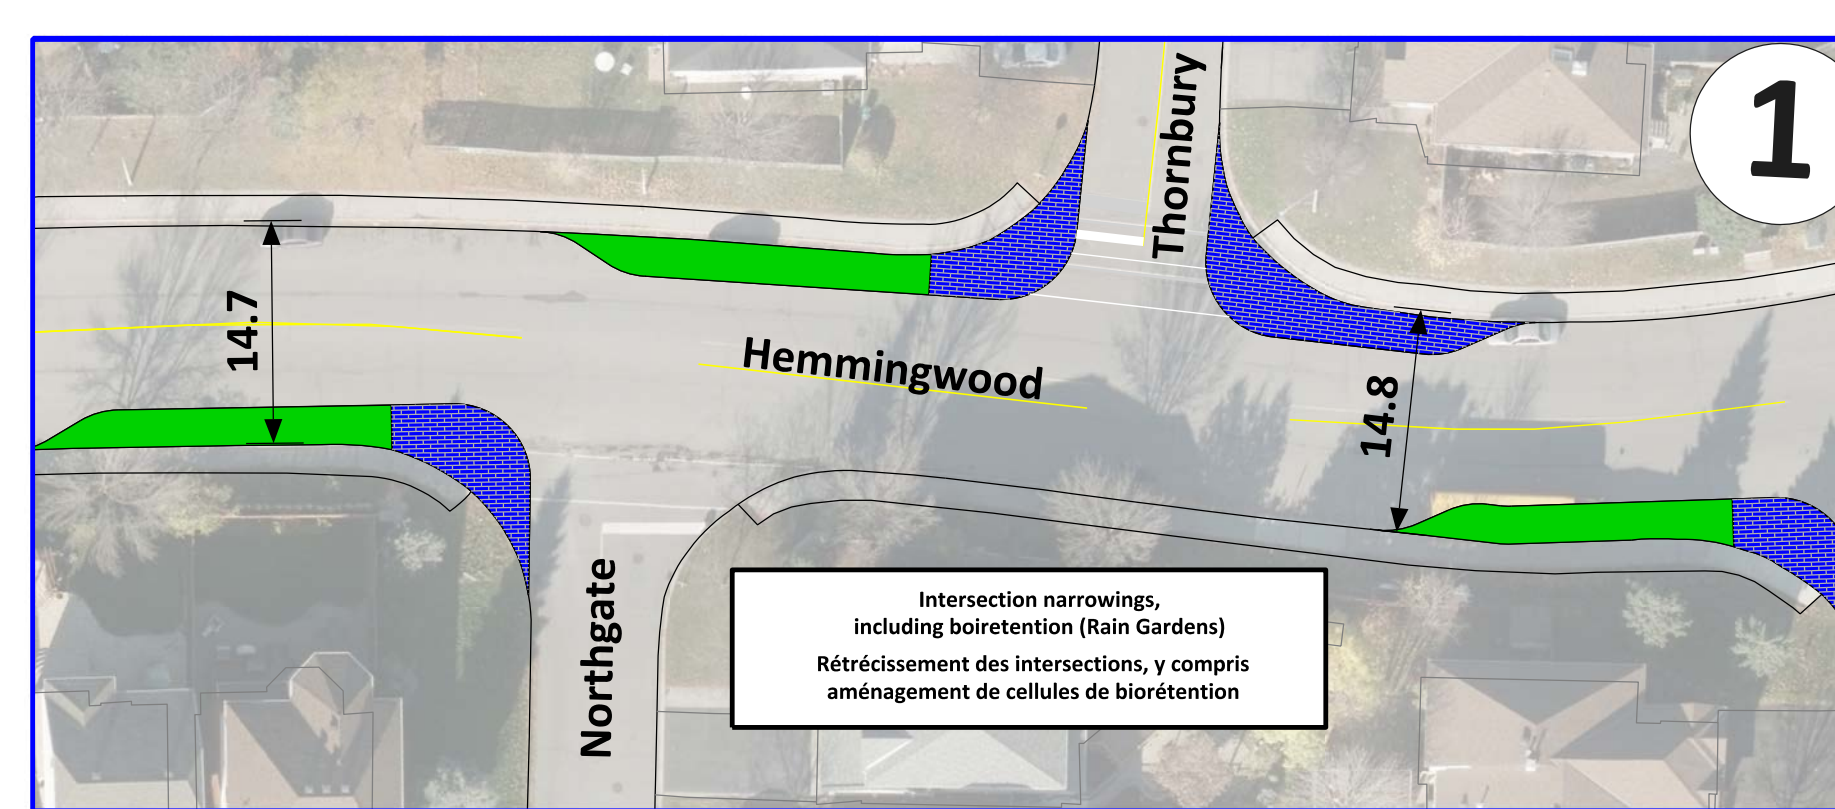 1
Thornbury
14.7
Hemmingwood
14.8
Northgate
Intersection narrowings,
including boiretention (Rain Gardens)
Rétrécissement des intersections, y compris
aménagement de cellules de biorétention